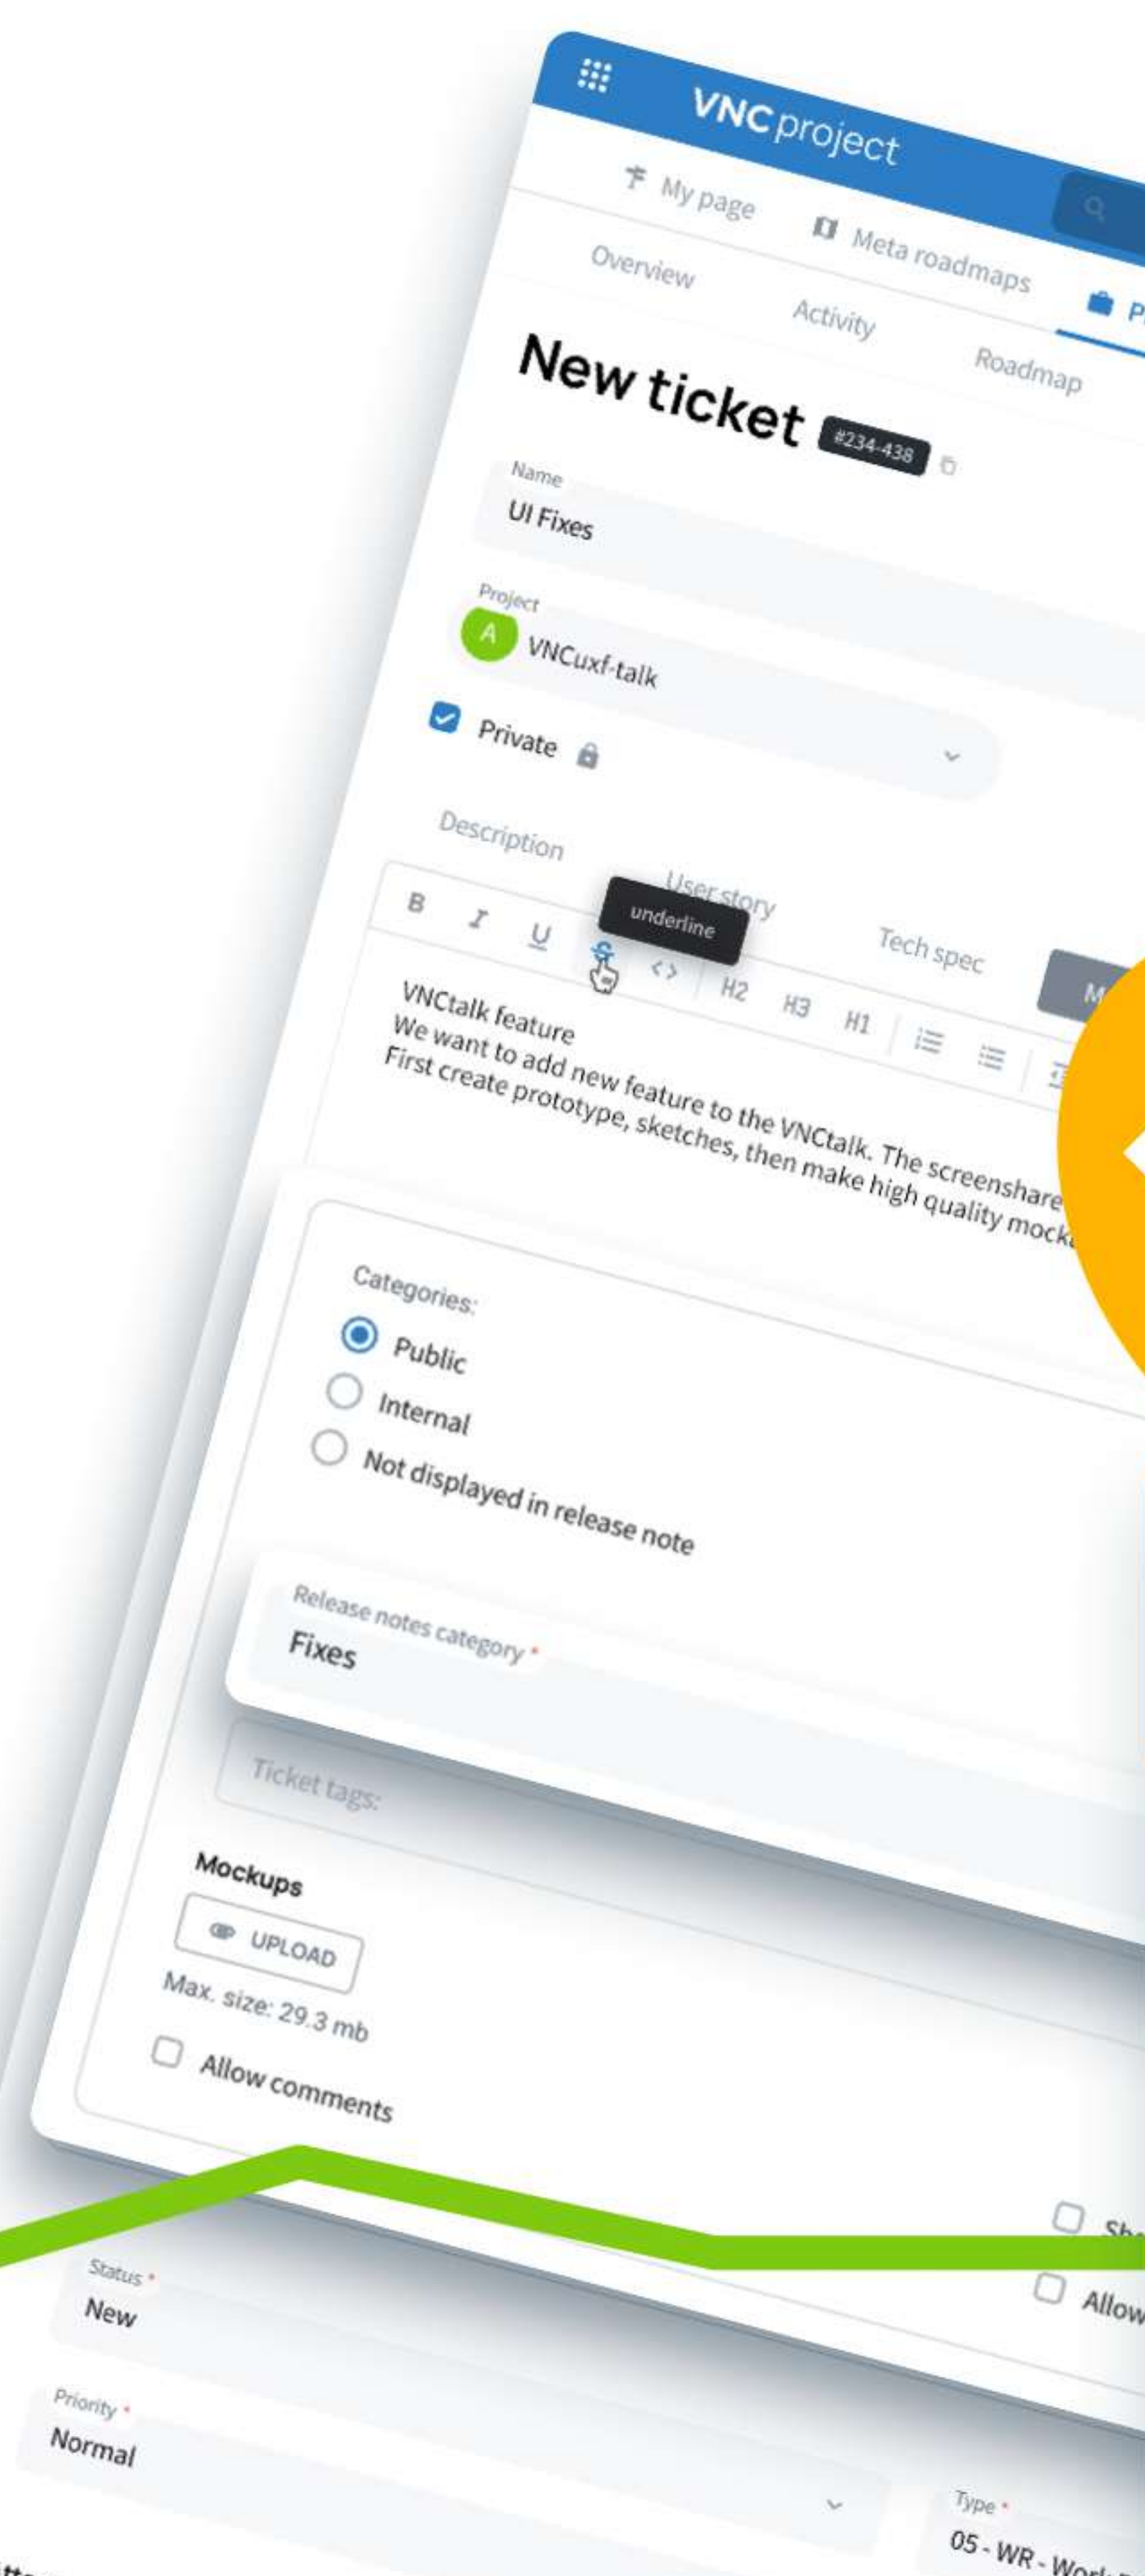 VNCproject
My page Meta roadmaps
Overview Activity Roadmap
New ticket #234-438
Name
UI Fixes
Project
A VNCuxf-talk
Private
Description User story Tech spec
underline
B I U S <> H2 H3 H1
VNCtalk feature
We want to add new feature to the VNCtalk. The screenshare
First create prototype, sketches, then make high quality
Categories:
Public
Internal
Not displayed in release note
Release notes category *
Fixes
Ticket tags:
Mockups
UPLOAD
Max. size: 29.3 mb
Allow comments
Allow
Status *
New
Priority *
Normal
Type *
05 - WR - Work